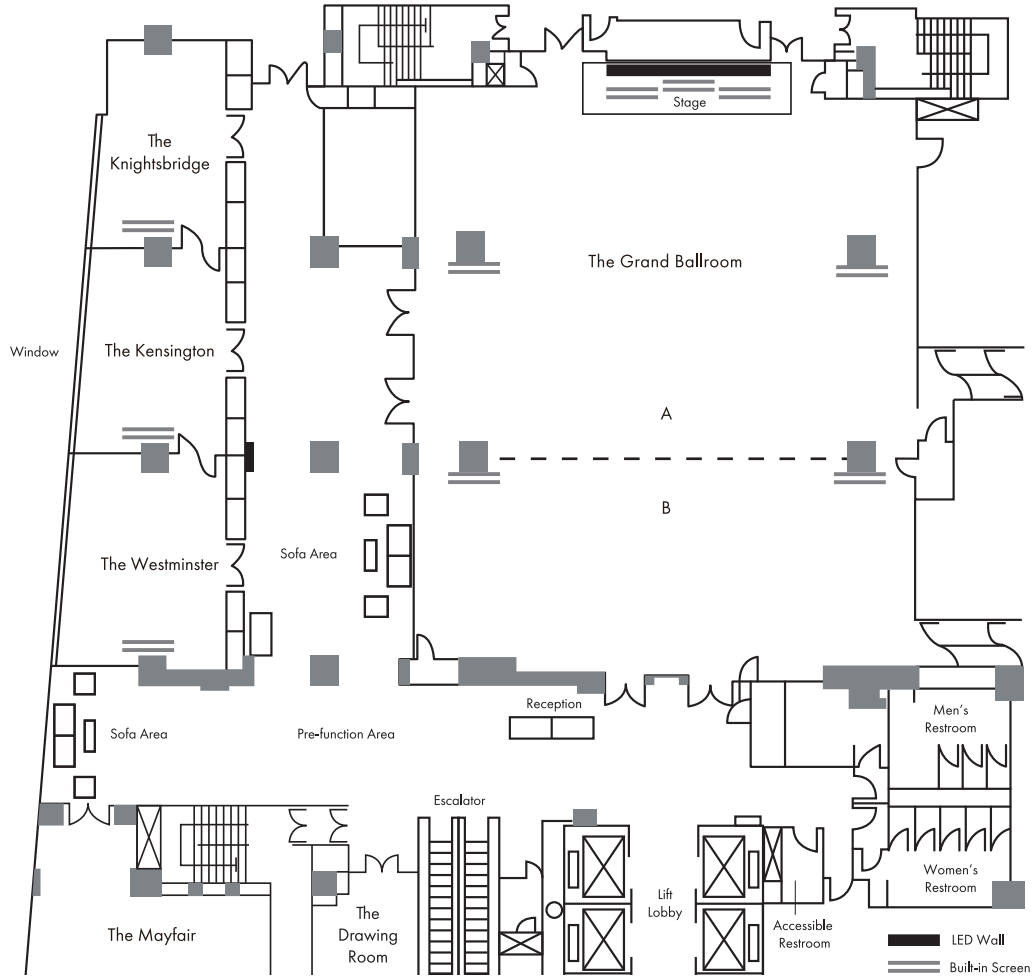 Stage
The
Knightsbridge
The Grand Ballroom
Window
The Kensington
A
B
Sofa Area
The Westminster
Reception
Men's
Restroom
Sofa Area
Pre-function Area
Escalator
Women's
Restroom
Lift
Lobby
The
Drawing
Room
Accessible
Restroom
The Mayfair
LED Wall
Built-in Screen